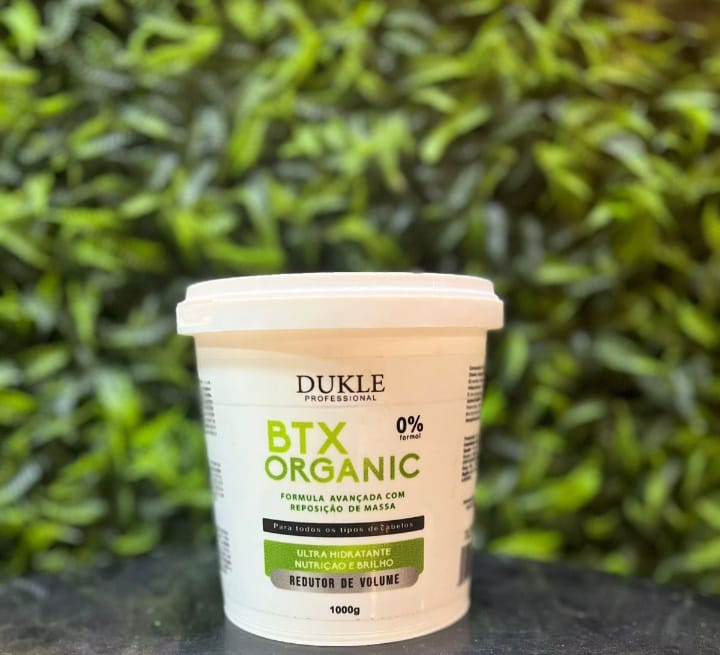 DUKLE
PROFESSIONAL
0%
formol
BTX
ORGANIC
FORMULA AVANÇADA COM
REPOSIÇÃO DE MASSA
Para todos os tipos de cabelos
ULTRA HIDRATANTE
NUTRIÇAO E BRILHO
REDUTOR DE VOLUME
1000g